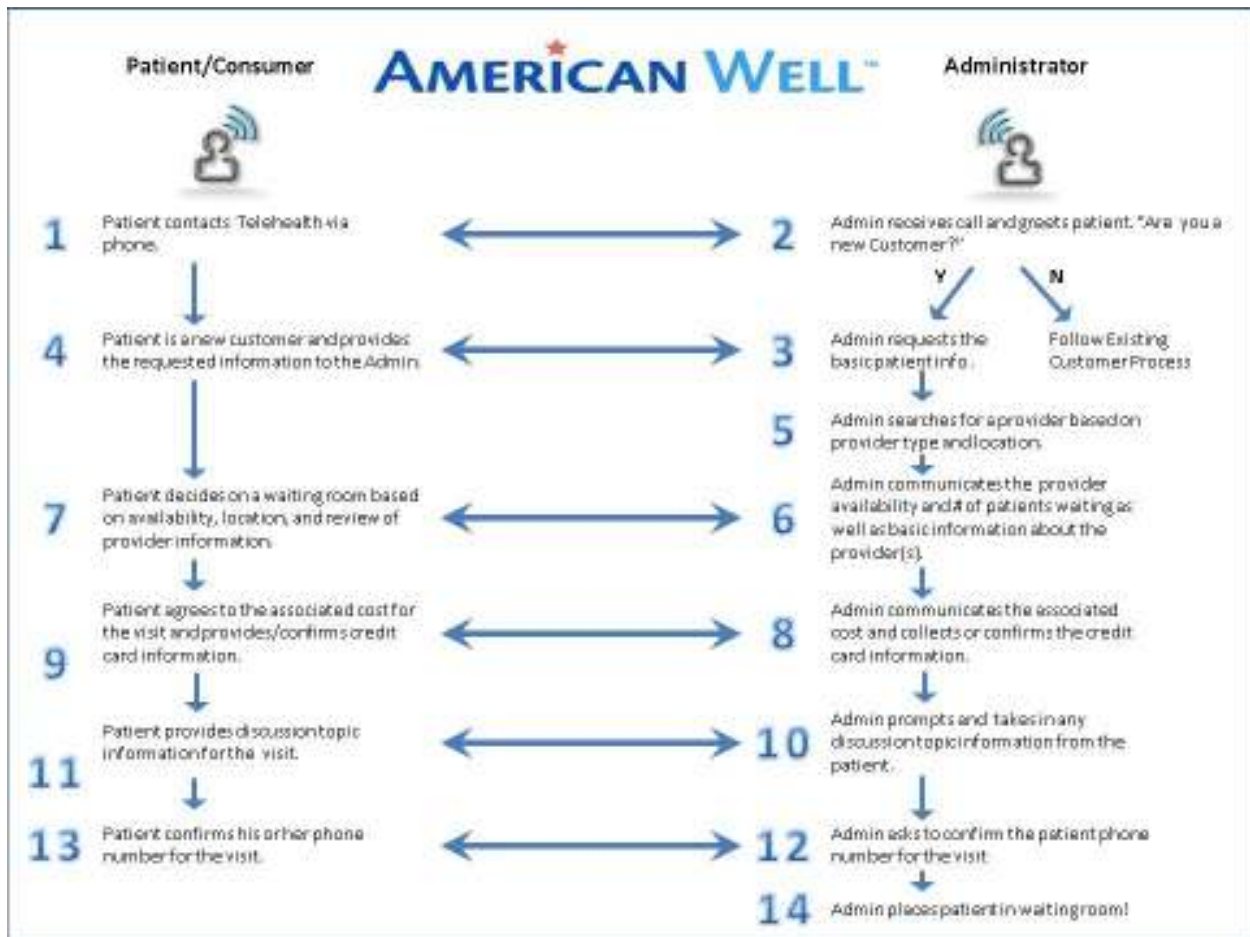 Patient/Consumer
AMERICAN WELL™
Administrator
1
Patient contacts Telehealth via
phone.
2
Admin receives call and greets patient. "Are you a
new Customer?"
Y
N
4
Patient is a new customer and provides
the requested information to the Admin.
3
Admin requests the
basic patient info.
Follow Existing
Customer Process
5
Admin searches for a provider based on
provider type and location.
7
Patient decides on a waiting room based
on availability, location, and review of
provider information.
6
Admin communicates the provider
availability and # of patients waiting as
well as basic information about the
provider(s).
9
Patient agrees to the associated cost for
the visit and provides/confirms credit
card information.
8
Admin communicates the associated
cost and collects or confirms the credit
card information.
11
Patient provides discussion topic
information for the visit.
10
Admin prompts and takes in any
discussion topic information from the
patient.
13
Patient confirms his or her phone
number for the visit.
12
Admin asks to confirm the patient phone
number for the visit
14
Admin places patient in waiting room!